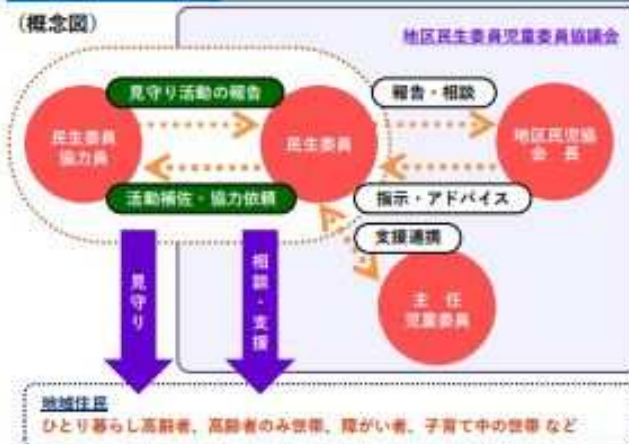 (概念図)
地区民生委員児童委員協議会
見守り活動の報告
報告・相談
民生委員
協力員
民生委員
地区民児協
会 長
活動補佐・協力依頼
指示・アドバイス
支援連携
見守り
相談・支援
主 任
児童委員
地域住民
ひとり暮らし高齢者、高齢者のみ世帯、障がい者、子育て中の世帯 など